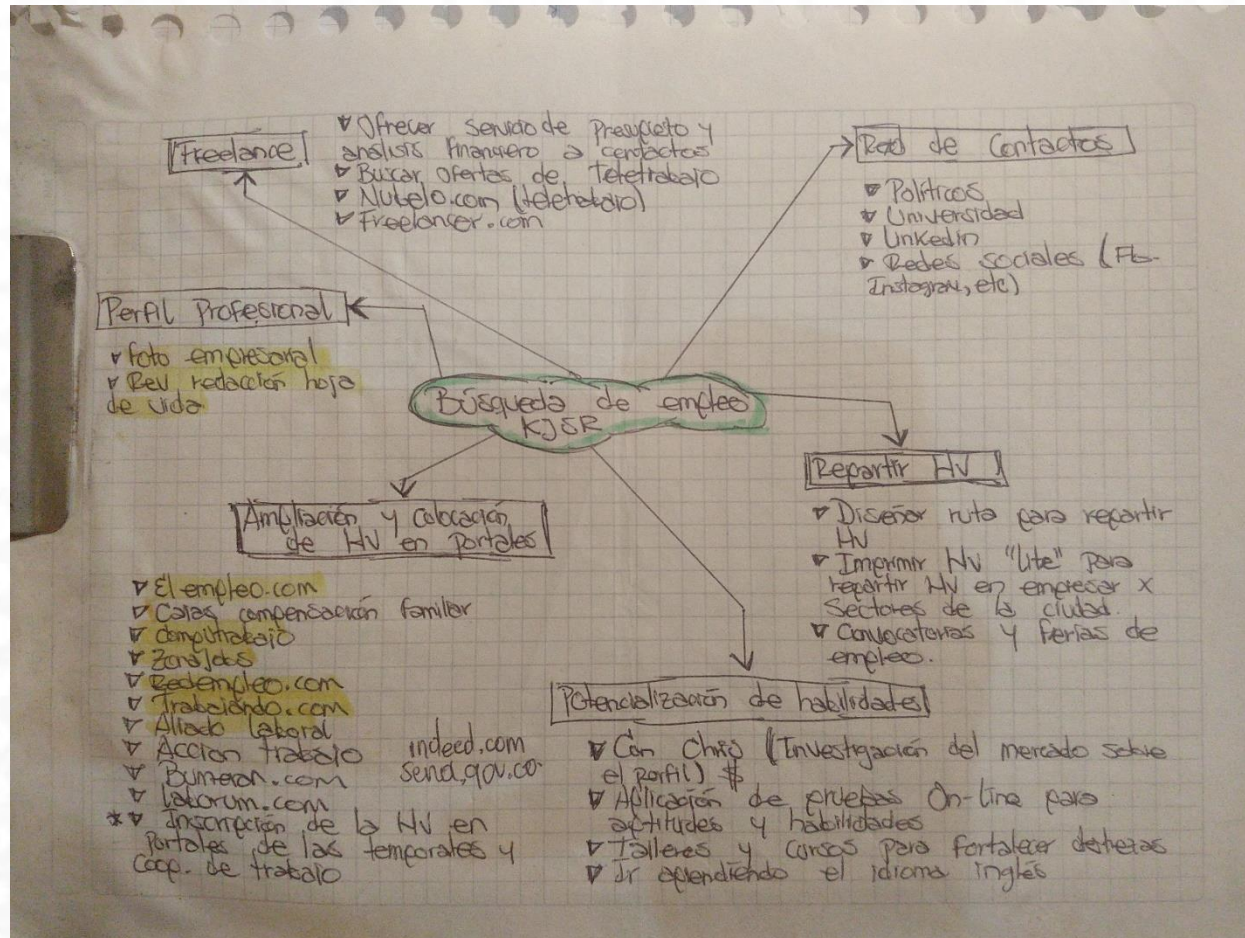 Freelance
Ofrecer servicio de Presupueto y
análisis financiero a
Buscar ofertas de Teletrabajo
Nubelo.com (teletrabajo)
Freelancer.com
Red de Contactos
Políticos
Universidad
Linkedin
Redes sociales (Fb-
Instagram, etc)
Perfil Profesional
foto empresarial
Rev redacción hoja
de vida
Búsqueda de empleo
KJSR
Repartir HV
Diseñar ruta para repartir
HV
Imprimir HV "Lite" para
repartir HV en empresar x
Sectores de la ciudad.
Convocatorias y ferias de
empleo.
Ampliación y colocación
de HV en portales
El empleo.com
Cajas compensación familiar
computrabajo
ZonaJobs
Redempleo.com
Trabajando.com
Aliado laboral
Accion trabajo
Bumeran.com
Laborum.com
* Inscripción de la HV en
Portales de las temporales y
Coop. de trabajo
indeed.com
sena.gov.co
Potencialización de habilidades
Con Chris (Investigación del mercado sobre
el perfil) $
Aplicación de pruebas On-line para
aptitudes y habilidades
Talleres y cursos para fortalecer destrezas
Ir aprendiendo el idioma inglés